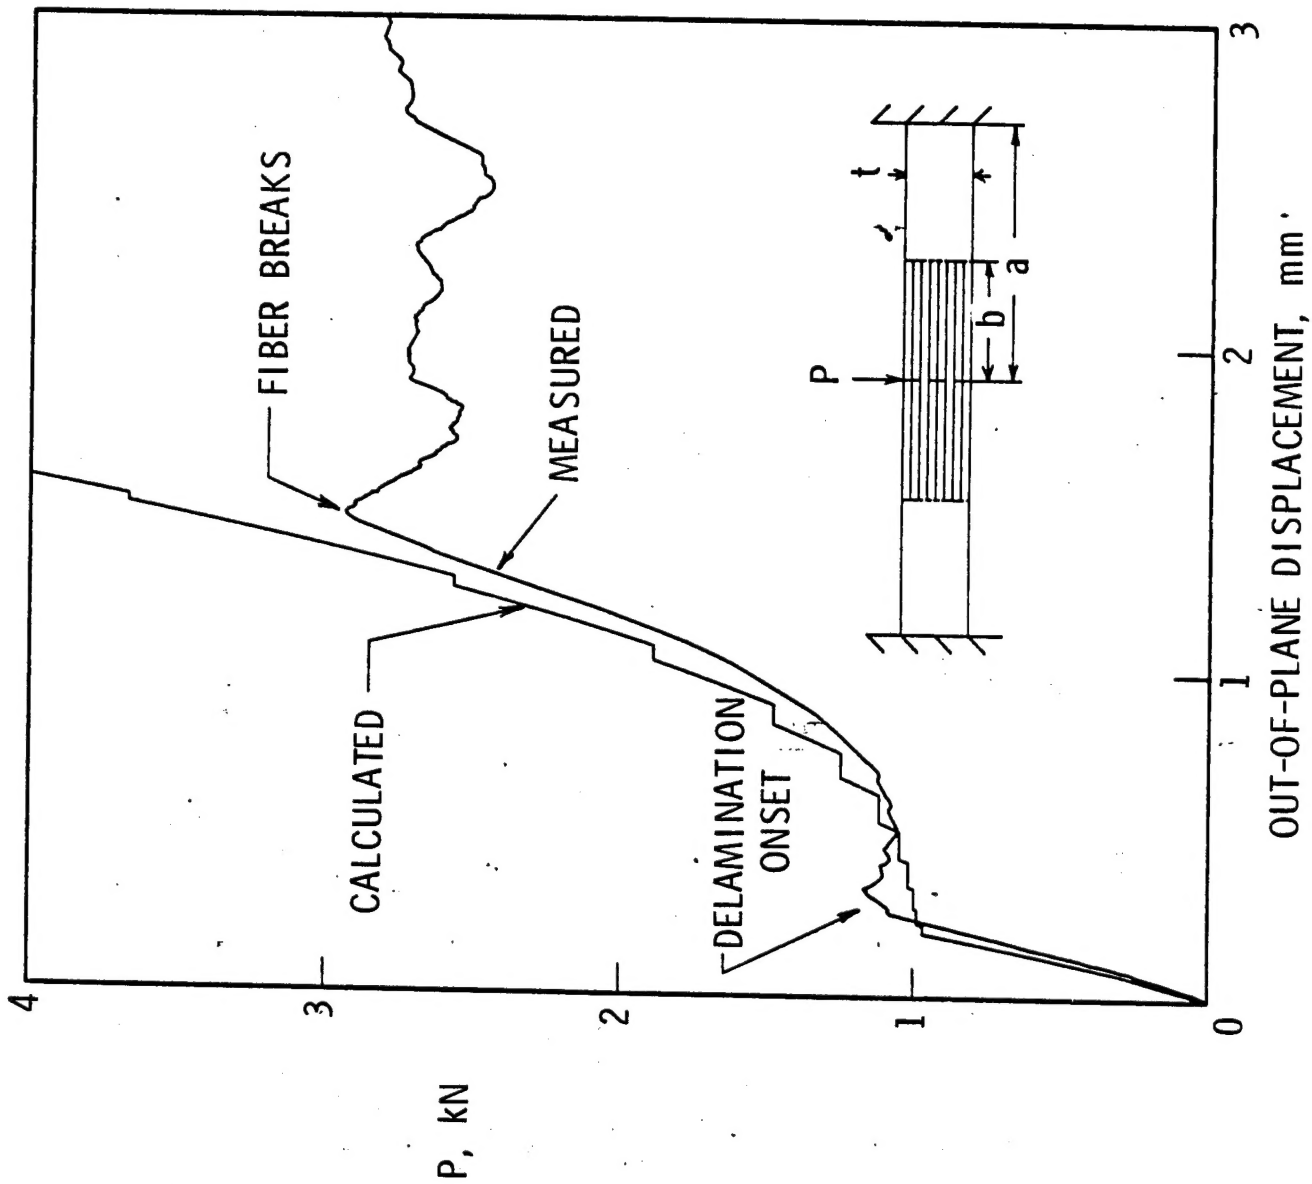 4
3
2
1
0
P, kN
FIBER BREAKS
MEASURED
CALCULATED
DELAMINATION
ONSET
P
t
b
a
1
2
3
OUT-OF-PLANE DISPLACEMENT, mm